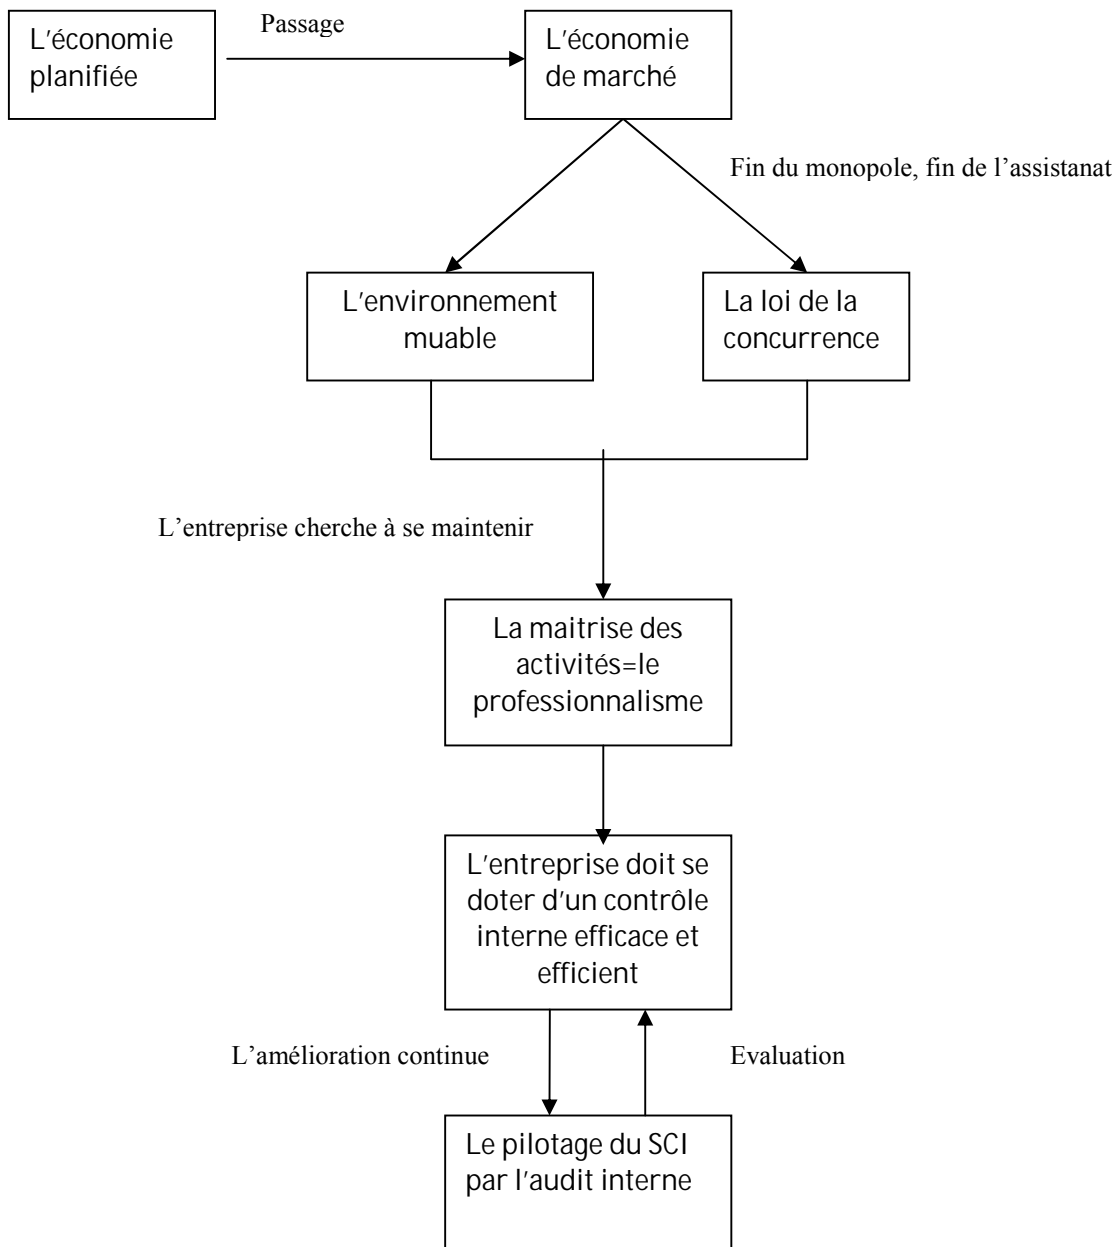 L'économie
planifiée
Passage
L'économie
de marché
Fin du monopole, fin de l’assistanat
L'environnement
muable
La loi de la
concurrence
L’entreprise cherche à se maintenir
La maitrise des
activités=le
professionnalisme
L'entreprise doit se
doter d'un contrôle
interne efficace et
efficient
L’amélioration continue
Evaluation
Le pilotage du SCI
par l'audit interne